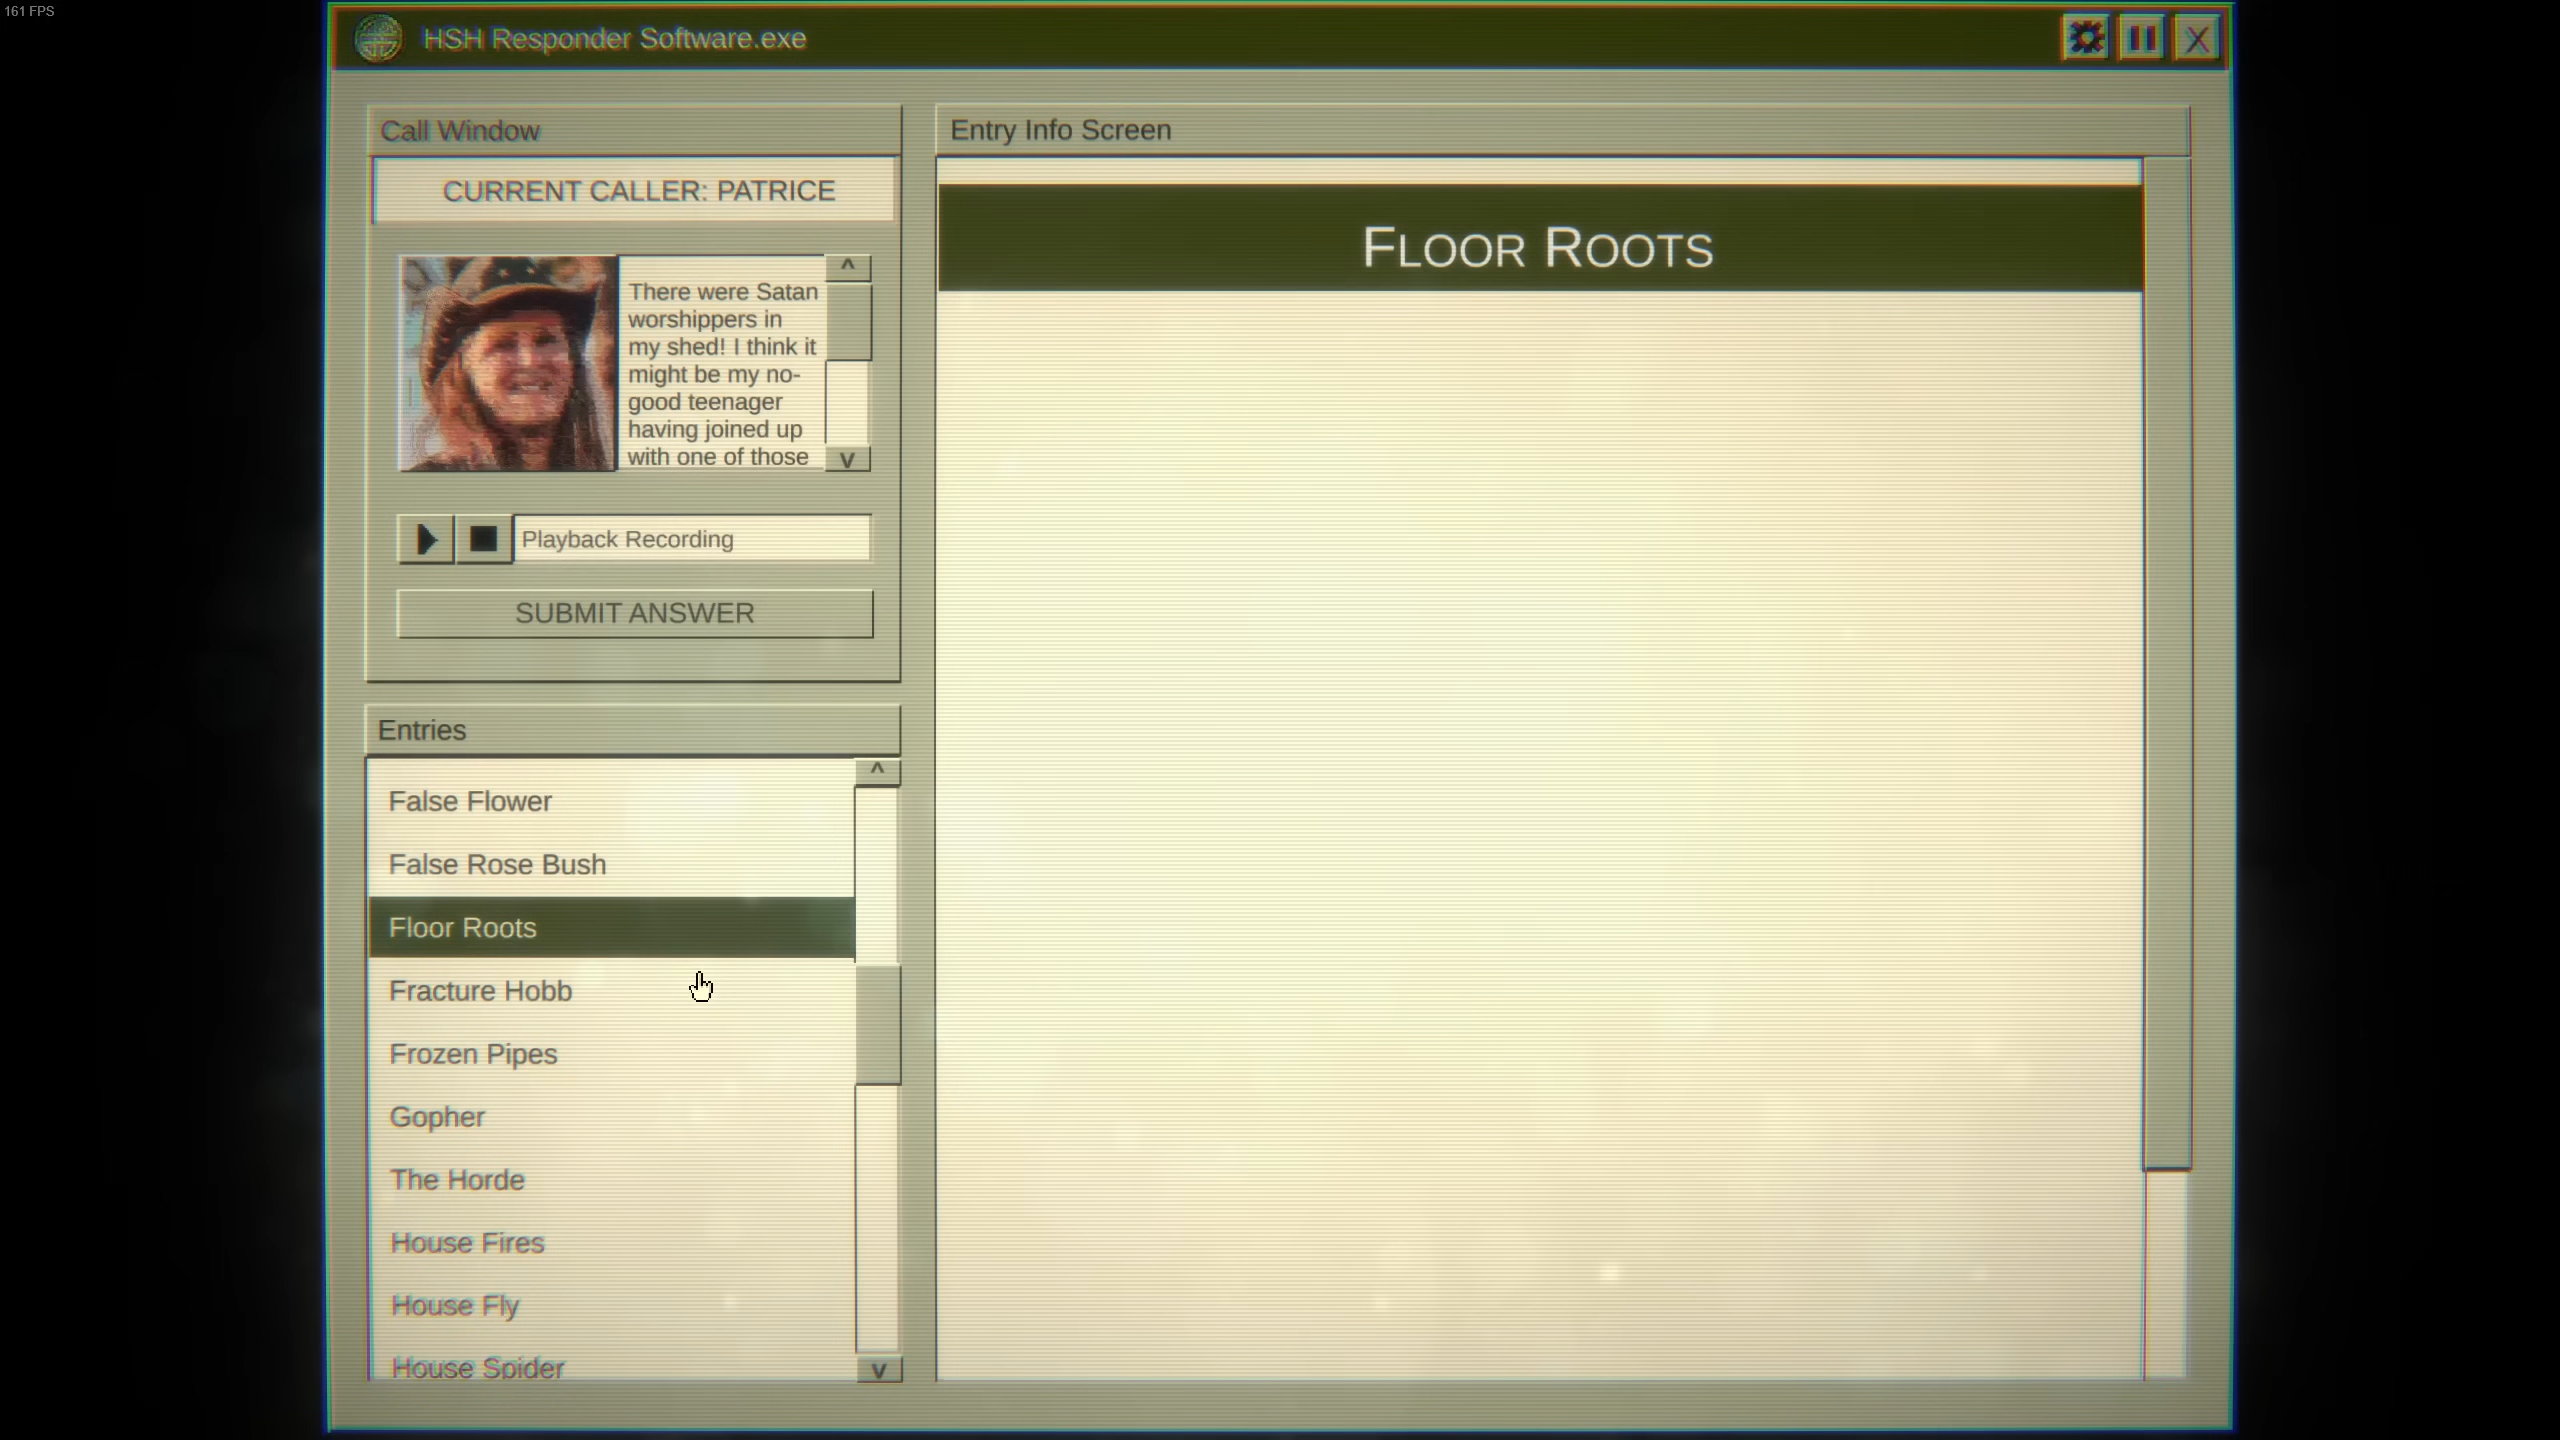 161 FPS
HSH Responder Software.exe
X
Call Window
CURRENT CALLER: PATRICE
There were Satan
worshippers in
my shed! I think it
might be my no-
good teenager
having joined up
with one of those
Playback Recording
SUBMIT ANSWER
Entries
False Flower
False Rose Bush
Floor Roots
Fracture Hobb
Frozen Pipes
Gopher
The Horde
House Fires
House Fly
House Spider
Entry Info Screen
FLOOR ROOTS